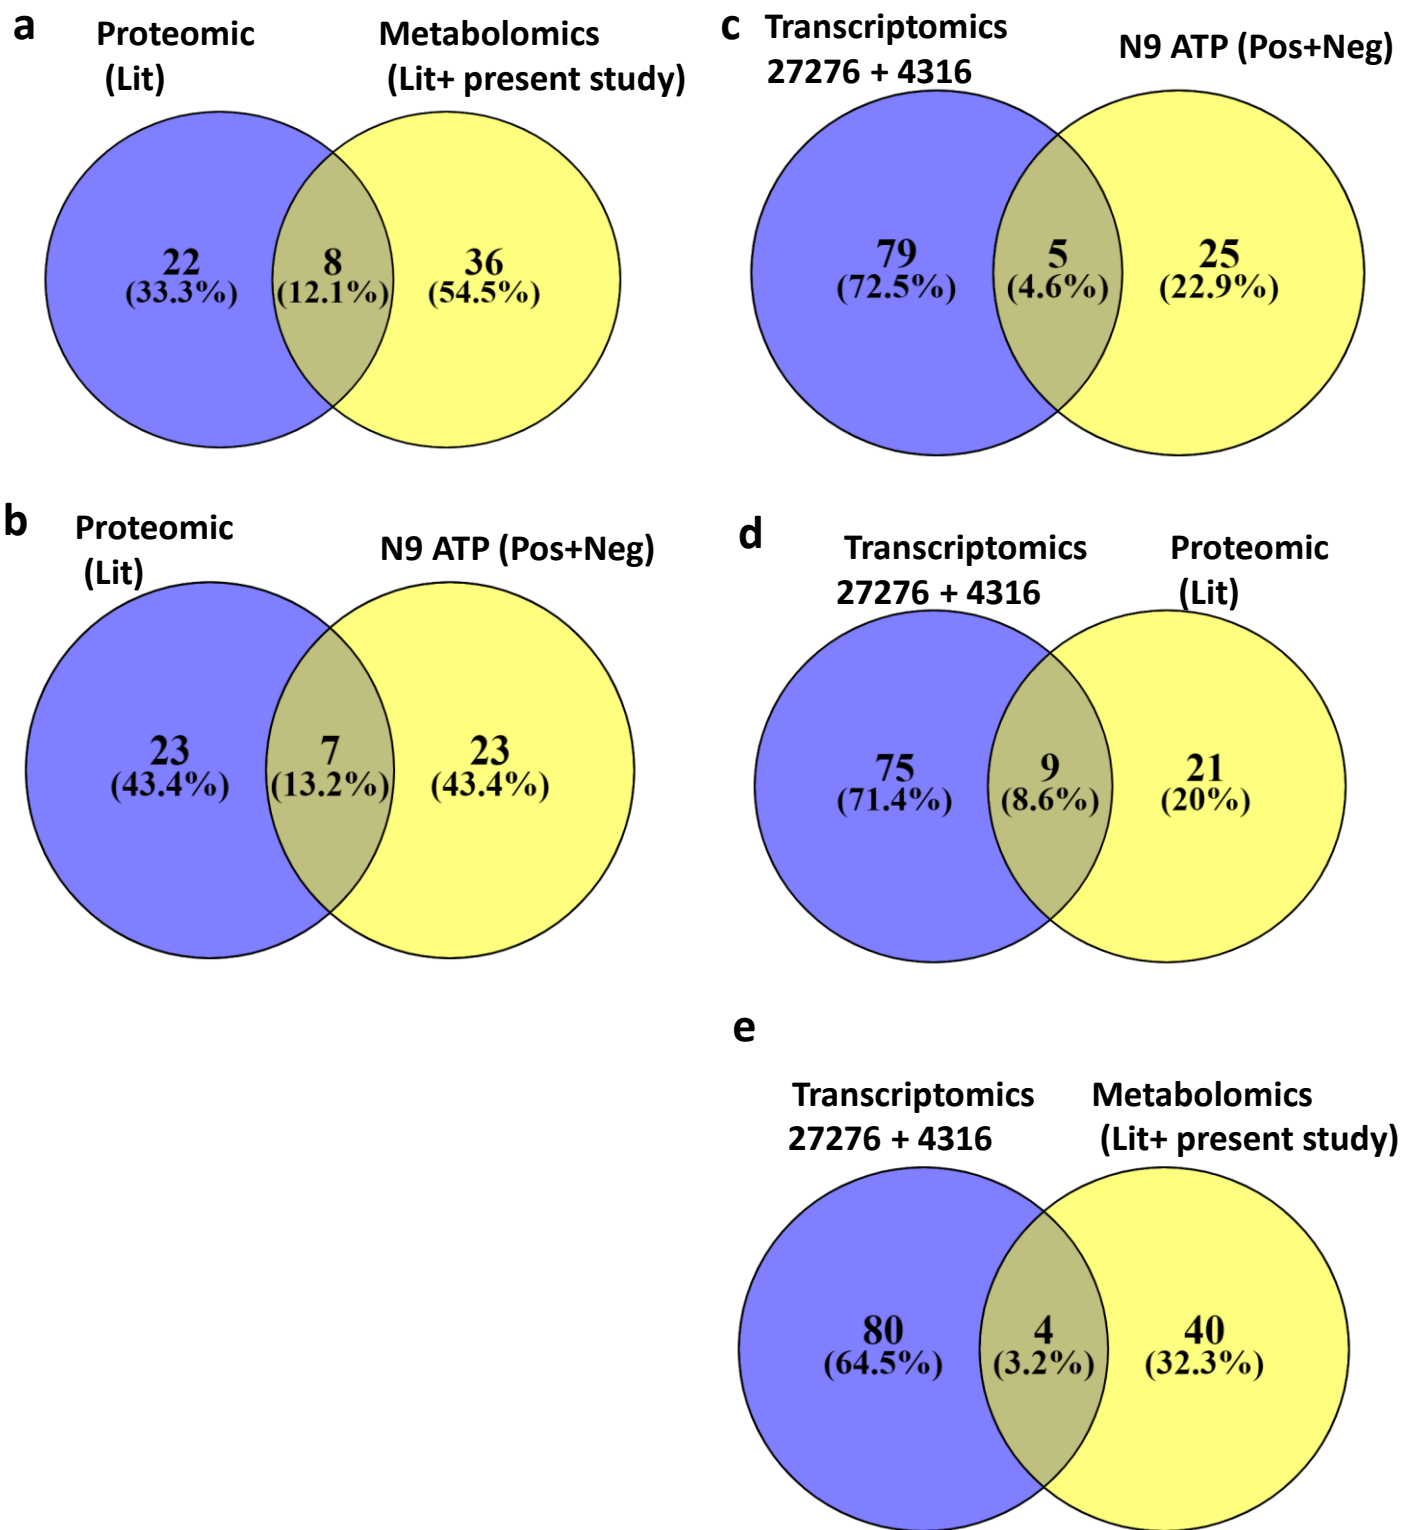 a
Proteomic
(Lit)
Metabolomics
(Lit+ present study)
22
(33.3%)
8
(12.1%)
36
(54.5%)
b
Proteomic
(Lit)
N9 ATP (Pos+Neg)
23
(43.4%)
7
(13.2%)
23
(43.4%)
c
Transcriptomics
27276 + 4316
N9 ATP (Pos+Neg)
79
(72.5%)
5
(4.6%)
25
(22.9%)
d
Transcriptomics
27276 + 4316
Proteomic
(Lit)
75
(71.4%)
9
(8.6%)
21
(20%)
e
Transcriptomics
27276 + 4316
Metabolomics
(Lit+ present study)
80
(64.5%)
4
(3.2%)
40
(32.3%)